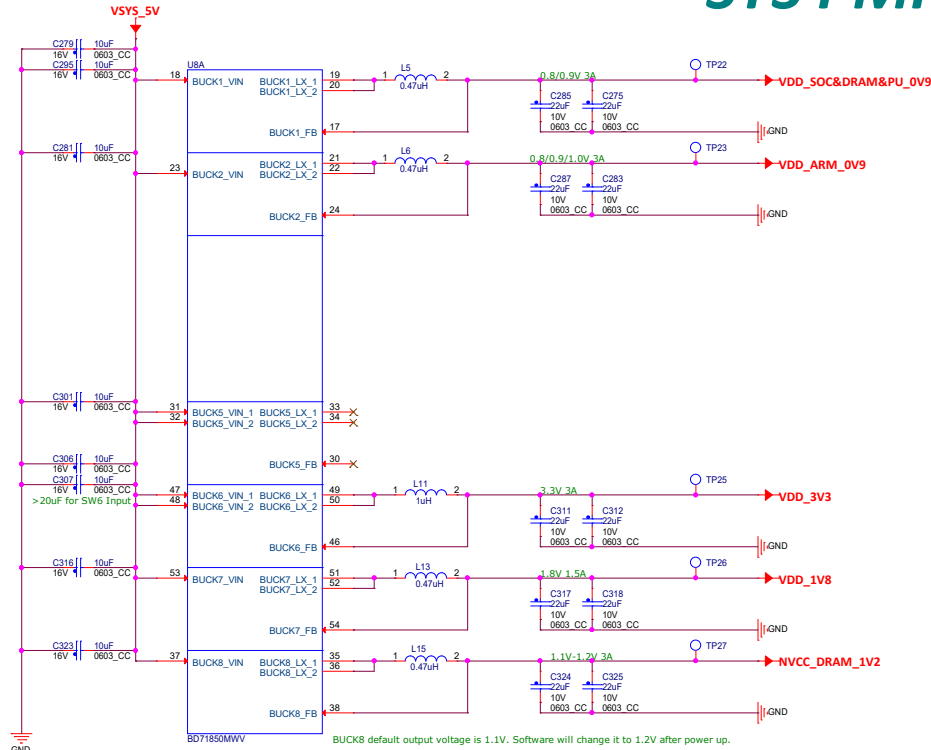 VSYS_5V
C279 10uF
16V 0603_CC
C295 10uF
16V 0603_CC
U8A
18 BUCK1_VIN BUCK1_LX_1 19
BUCK1_LX_2 20
BUCK1_FB 17
1 L5 2
0.47uH
0.8/0.9V 3A
TP22
VDD_SOC&DRAM&PU_0V9
C285 C275
22uF 22uF
10V 10V
0603_CC 0603_CC
GND
C281 10uF
16V 0603_CC
23 BUCK2_VIN BUCK2_LX_1 21
BUCK2_LX_2 22
BUCK2_FB 24
1 L6 2
0.47uH
0.8/0.9/1.0V 3A
TP23
VDD_ARM_0V9
C287 C283
22uF 22uF
10V 10V
0603_CC 0603_CC
GND
C301 10uF
16V 0603_CC
31 BUCK5_VIN_1 BUCK5_LX_1 33
32 BUCK5_VIN_2 BUCK5_LX_2 34
BUCK5_FB 30
C306 10uF
16V 0603_CC
C307 10uF
16V 0603_CC
>20uF for SW6 Input
47 BUCK6_VIN_1 BUCK6_LX_1 49
48 BUCK6_VIN_2 BUCK6_LX_2 50
BUCK6_FB 46
1 L11 2
1uH
3.3V 3A
TP25
VDD_3V3
C311 C312
22uF 22uF
10V 10V
0603_CC 0603_CC
GND
C316 10uF
16V 0603_CC
53 BUCK7_VIN BUCK7_LX_1 51
BUCK7_LX_2 52
BUCK7_FB 54
1 L13 2
0.47uH
1.8V 1.5A
TP26
VDD_1V8
C317 C318
22uF 22uF
10V 10V
0603_CC 0603_CC
GND
C323 10uF
16V 0603_CC
37 BUCK8_VIN BUCK8_LX_1 35
BUCK8_LX_2 36
BUCK8_FB 38
1 L15 2
0.47uH
1.1V-1.2V 3A
TP27
NVCC_DRAM_1V2
C324 C325
22uF 22uF
10V 10V
0603_CC 0603_CC
GND
GND
BD71850MWV
BUCK8 default output voltage is 1.1V. Software will change it to 1.2V after power up.